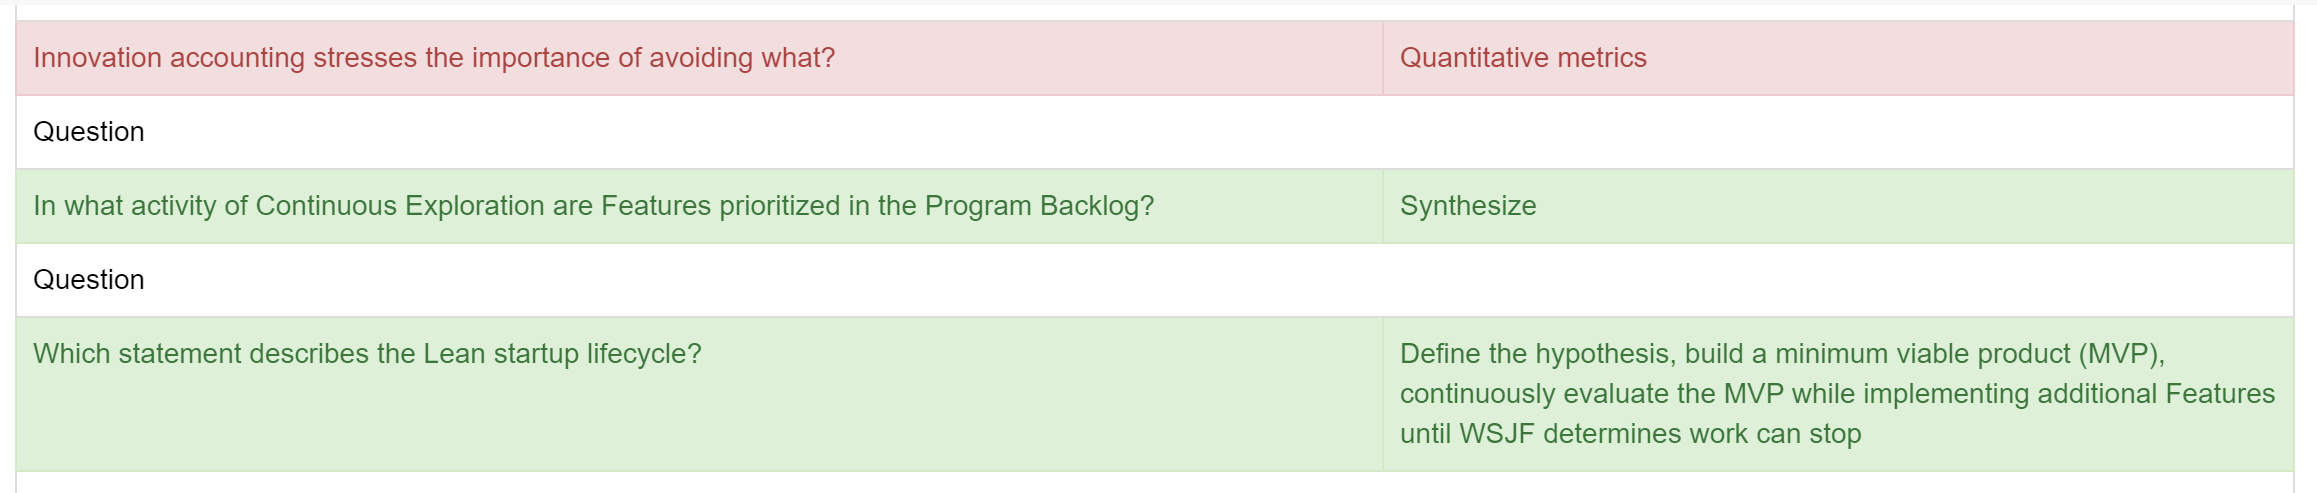 Innovation accounting stresses the importance of avoiding what? Quantitative metrics
Question
In what activity of Continuous Exploration are Features prioritized in the Program Backlog? Synthesize
Question
Which statement describes the Lean startup lifecycle? Define the hypothesis, build a minimum viable product (MVP),
continuously evaluate the MVP while implementing additional Features
until WSJF determines work can stop